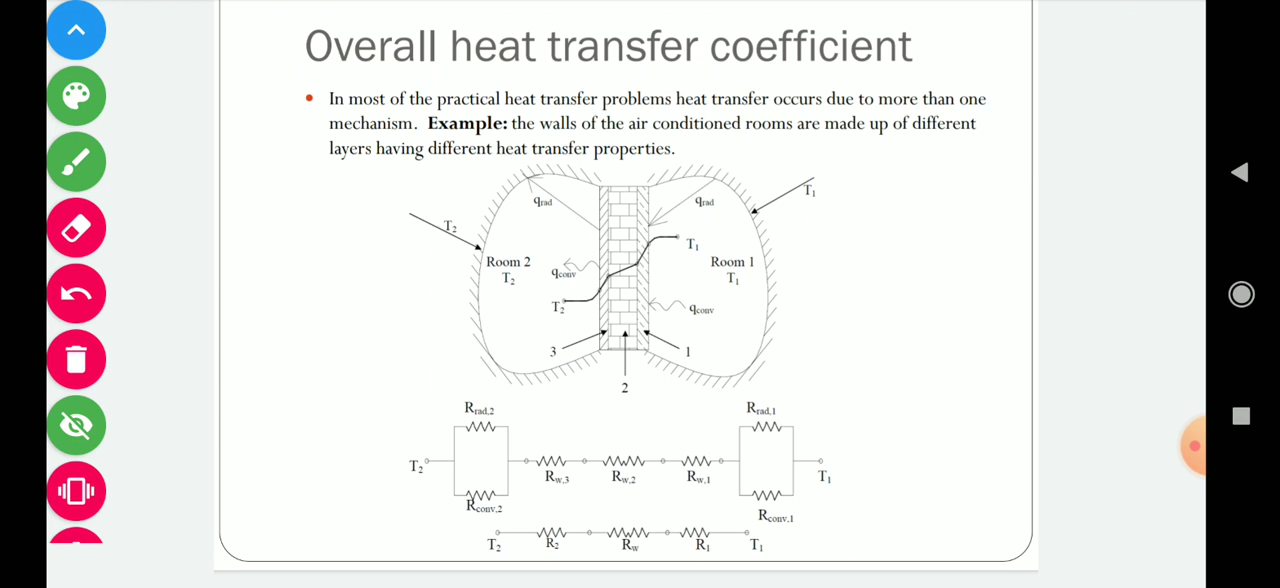 Overall heat transfer coefficient
• In most of the practical heat transfer problems heat transfer occurs due to more than one
mechanism. Example: the walls of the air conditioned rooms are made up of different
layers having different heat transfer properties.
qrad
qrad
T1
T2
T1
Room 2
Room 1
T2
qconv
T1
T2
qconv
3
1
2
Rrad,2
Rrad,1
T2
Rw,3
Rw,2
Rw,1
T1
Rconv,2
Rconv,1
T2
R2
Rw
R1
T1